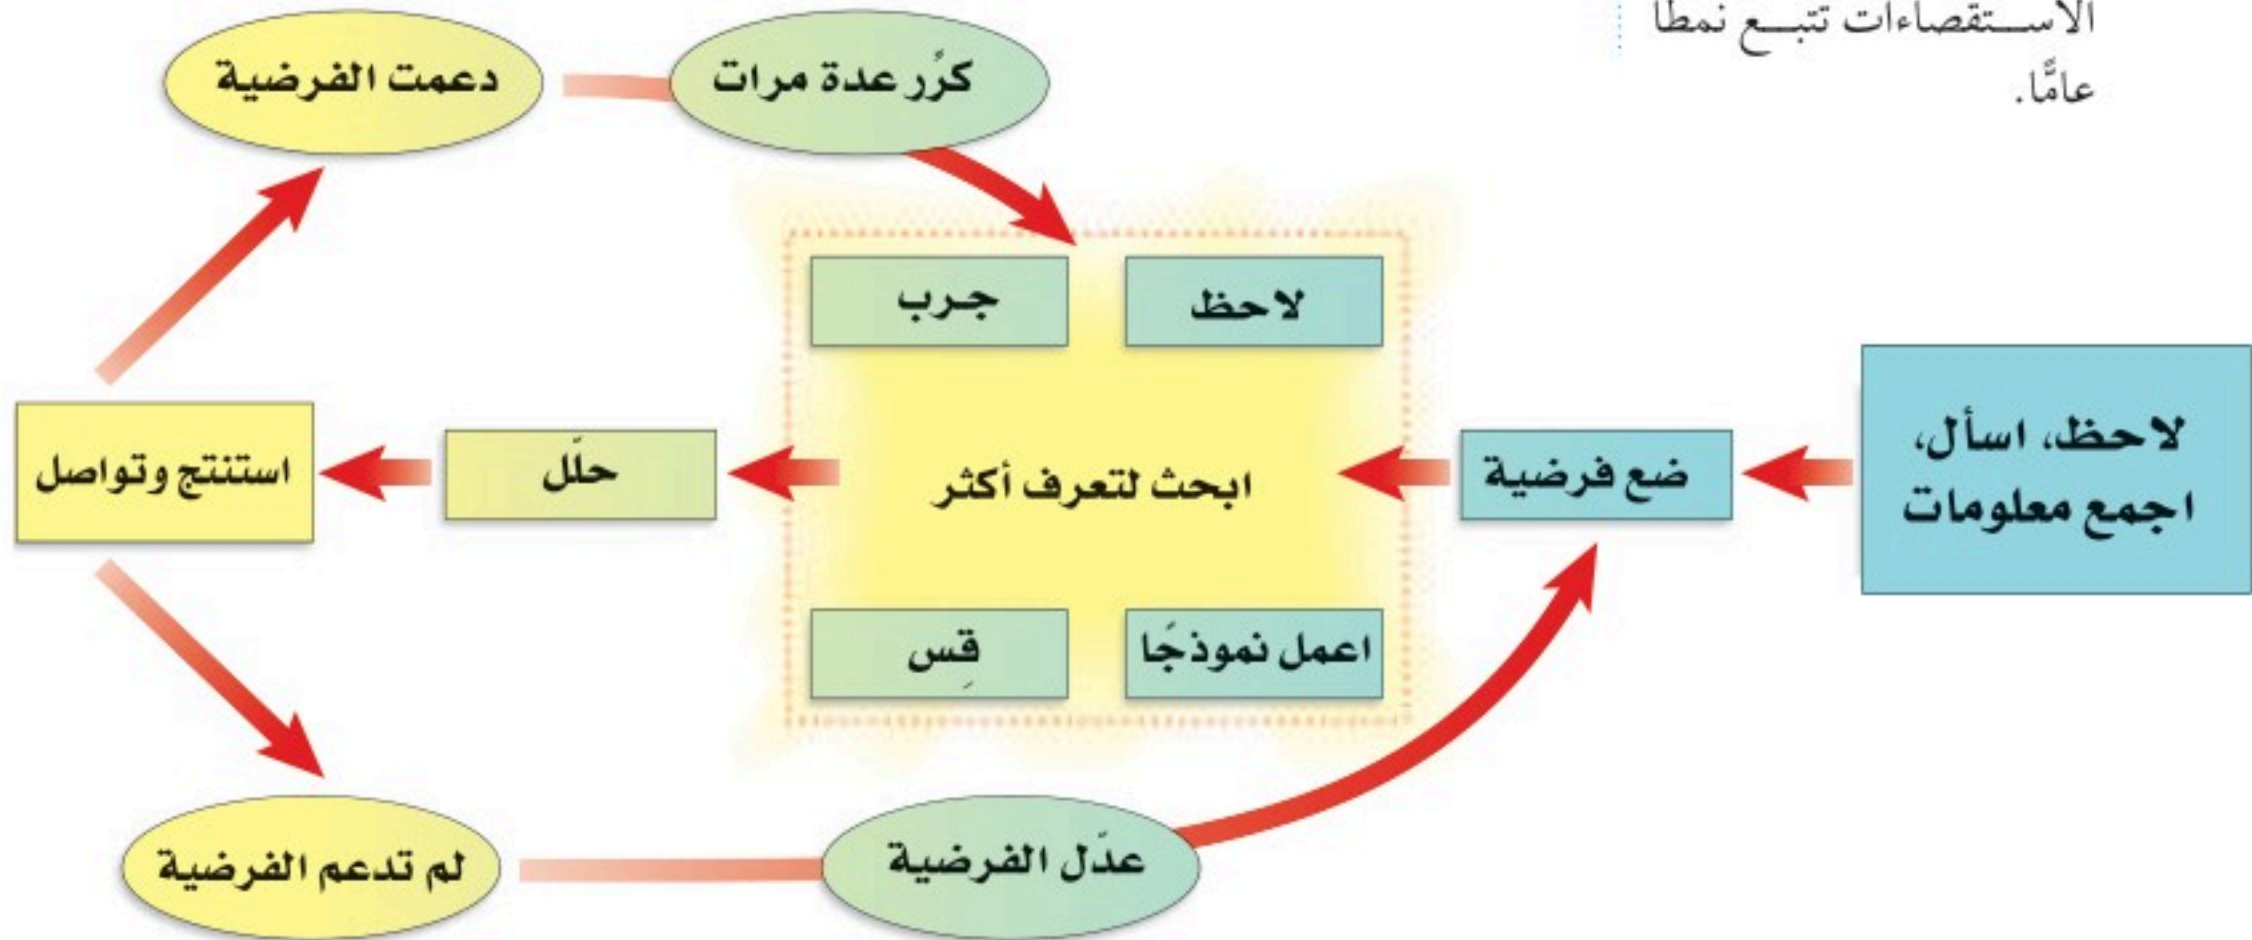 الاستقصاءات تتبع نمطًا
عامًّا.
دعمت الفرضية
كرُر عدة مرات
لاحظ
جرب
لاحظ، اسأل،
اجمع معلومات
ضع فرضية
ابحث لتعرف أكثر
حلّل
استنتج وتواصل
اعمل نموذجًا
قِس
عدّل الفرضية
لم تدعم الفرضية